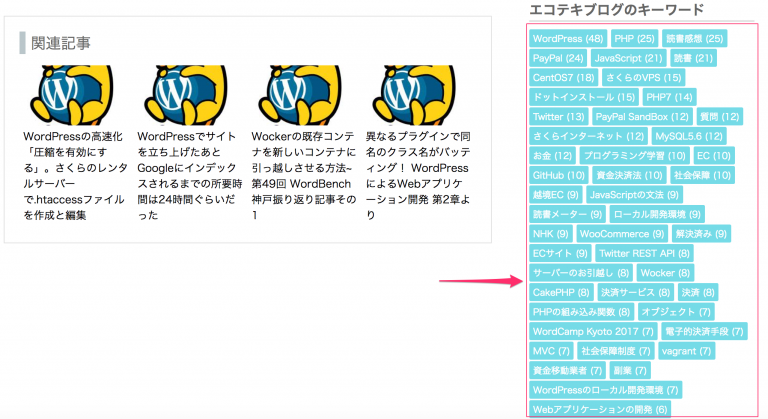 関連記事
WordPressの高速化
「圧縮を有効にす
る」。さくらのレンタ
ルサーバー
で.htaccessファイル
を作成と編集
WordPressでサイト
を立ち上げたあと
Googleにインデック
スされるまでの所要時
間は24時間ぐらいだ
った
Wockerの既存コンテ
ナを新しいコンテナに
引っ越しさせる方法~
第49回 WordBench
神戸振り返り記事その
1
異なるプラグインで同
名のクラス名がバッテ
ィング！ WordPress
によるWebアプリケ
ーション開発 第2章よ
り
エコテキブログのキーワード
WordPress (48) PHP (25) 読書感想 (25)
PayPal (24) JavaScript (21) 読書 (21)
CentOS7 (18) さくらのVPS (15)
ドットインストール (15) PHP7 (14)
Twitter (13) PayPal SandBox (12) 質問 (12)
さくらインターネット (12) MySQL5.6 (12)
お金 (12) プログラミング学習 (10) EC (10)
GitHub (10) 資金決済法 (10) 社会保障 (10)
越境EC (9) JavaScriptの文法 (9)
読書メーター (9) ローカル開発環境 (9)
NHK (9) WooCommerce (9) 解決済み (9)
ECサイト (9) Twitter REST API (8)
サーバーのお引越し (8) Wocker (8)
CakePHP (8) 決済サービス (8) 決済 (8)
PHPの組み込み関数 (8) オブジェクト (7)
WordCamp Kyoto 2017 (7) 電子的決済手段 (7)
MVC (7) 社会保障制度 (7) vagrant (7)
資金移動業者 (7) 副業 (7)
WordPressのローカル開発環境 (7)
Webアプリケーションの開発 (6)